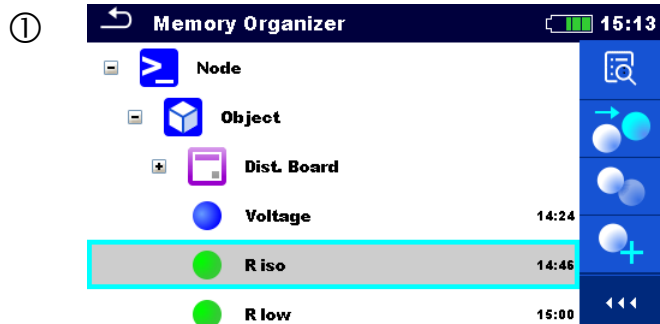 ①
Memory Organizer 15:13
>_ Node
Object
Dist. Board
Voltage 14:24
R iso 14:46
R low 15:00